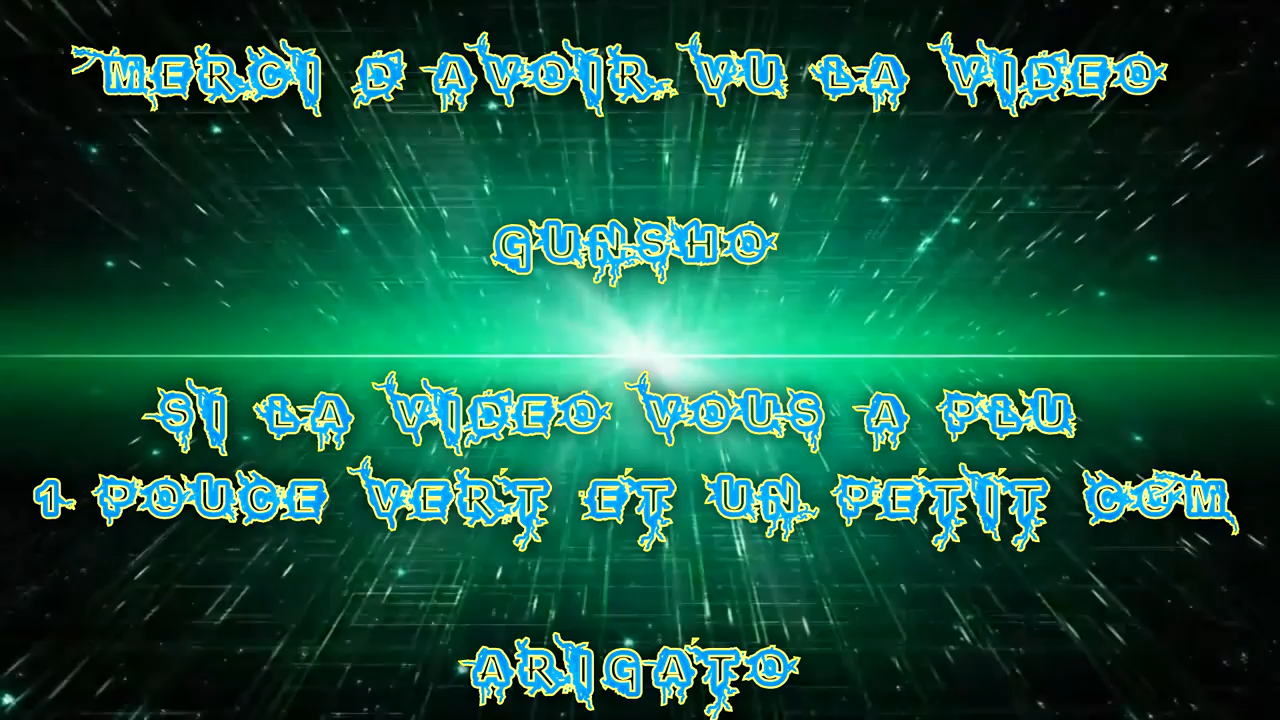 MERCI D AVOIR VU LA VIDEO
GUNSHO
SI LA VIDEO VOUS A PLU
1 POUCE VERT ET UN PETIT COM
ARIGATO